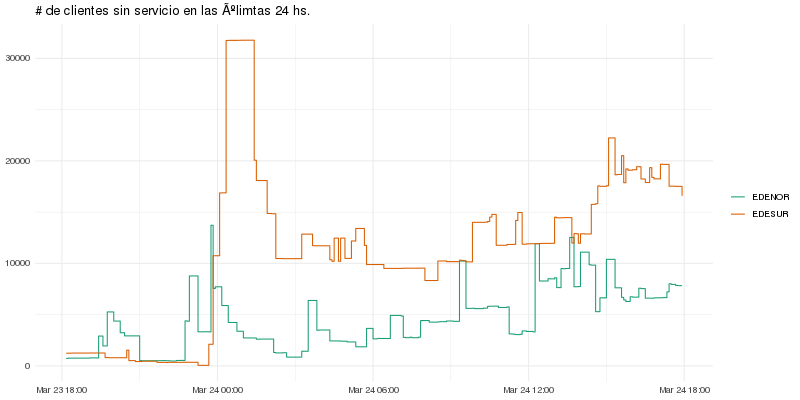 # de clientes sin servicio en las Ãºlimtas 24 hs.
30000
20000
10000
0
Mar 23 18:00 Mar 24 00:00 Mar 24 06:00 Mar 24 12:00 Mar 24 18:00
EDENOR
EDESUR